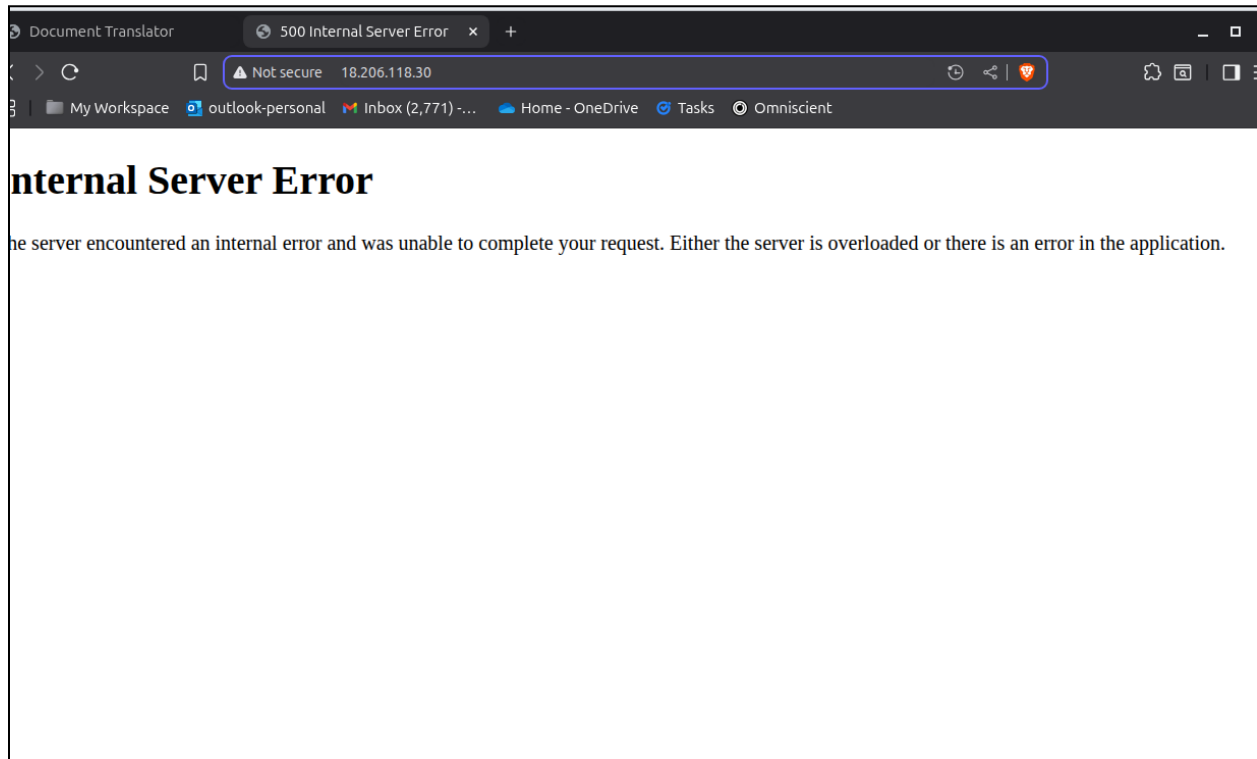 Document Translator 500 Internal Server Error × +
Not secure 18.206.118.30
My Workspace outlook-personal Inbox (2,771) -... Home - OneDrive Tasks Omniscient
nternal Server Error
he server encountered an internal error and was unable to complete your request. Either the server is overloaded or there is an error in the application.